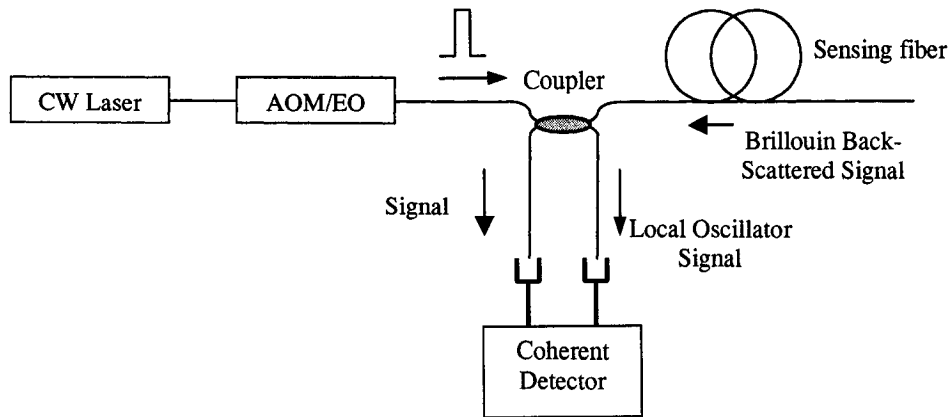 Sensing fiber
Coupler
CW Laser
AOM/EO
Brillouin Back-
Scattered Signal
Signal
Local Oscillator
Signal
Coherent
Detector